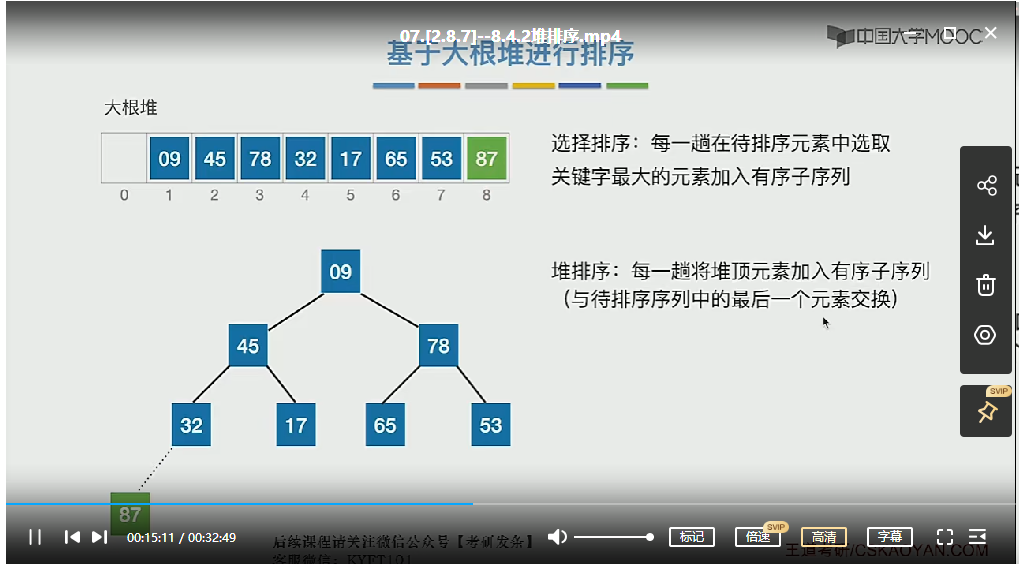 07.[2.8.7]--8.4.2堆排序.mp4
中国大学MOOC
基于大根堆进行排序
大根堆
09 45 78 32 17 65 53 87
0 1 2 3 4 5 6 7 8
选择排序：每一趟在待排序元素中选取
关键字最大的元素加入有序子序列
09
堆排序：每一趟将堆顶元素加入有序子序列
（与待排序序列中的最后一个元素交换）
45 78
SVIP
32 17 65 53
87
00:15:11 / 00:32:49
标记
倍速
SVIP
高清
字幕
后续课程请关注微信公众号【考研发条】
客服微信：KYFT101
王道考研/CSKAOYAN.COM